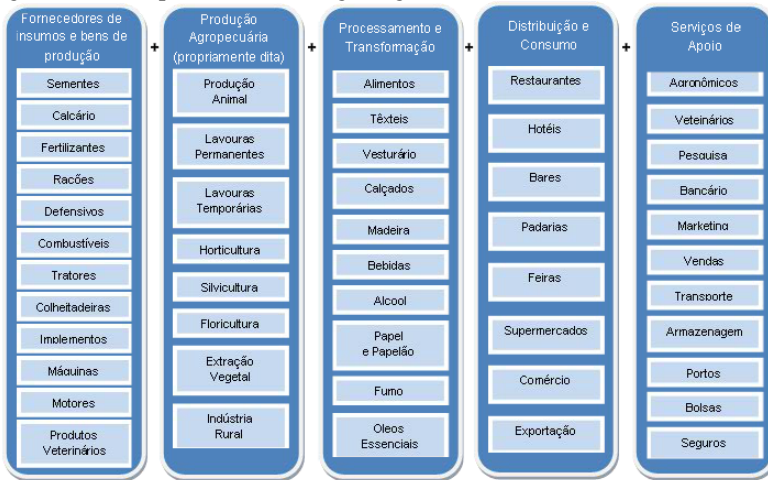 Fornecedores de
insumos e bens de
produção
Sementes
Calcário
Fertilizantes
Racões
Defensivos
Combustíveis
Tratores
Colheitadeiras
Implementos
Máquinas
Motores
Produtos
Veterinários
+
Produção
Agropecuária
(propriamente dita)
Produção
Animal
Lavouras
Permanentes
Lavouras
Temporárias
Horticultura
Silvicultura
Floricultura
Extração
Vegetal
Indústria
Rural
+
Processamento e
Transformação
Alimentos
Têxteis
Vesturário
Calçados
Madeira
Bebidas
Alcool
Papel
e Papelão
Fumo
Oleos
Essenciais
+
Distribuição e
Consumo
Restaurantes
Hotéis
Bares
Padarias
Feiras
Supermercados
Comércio
Exportação
+
Serviços de
Apoio
Agronômicos
Veteinários
Pesquisa
Bancário
Marketing
Vendas
Transporte
Armazenagem
Portos
Bolsas
Seguros